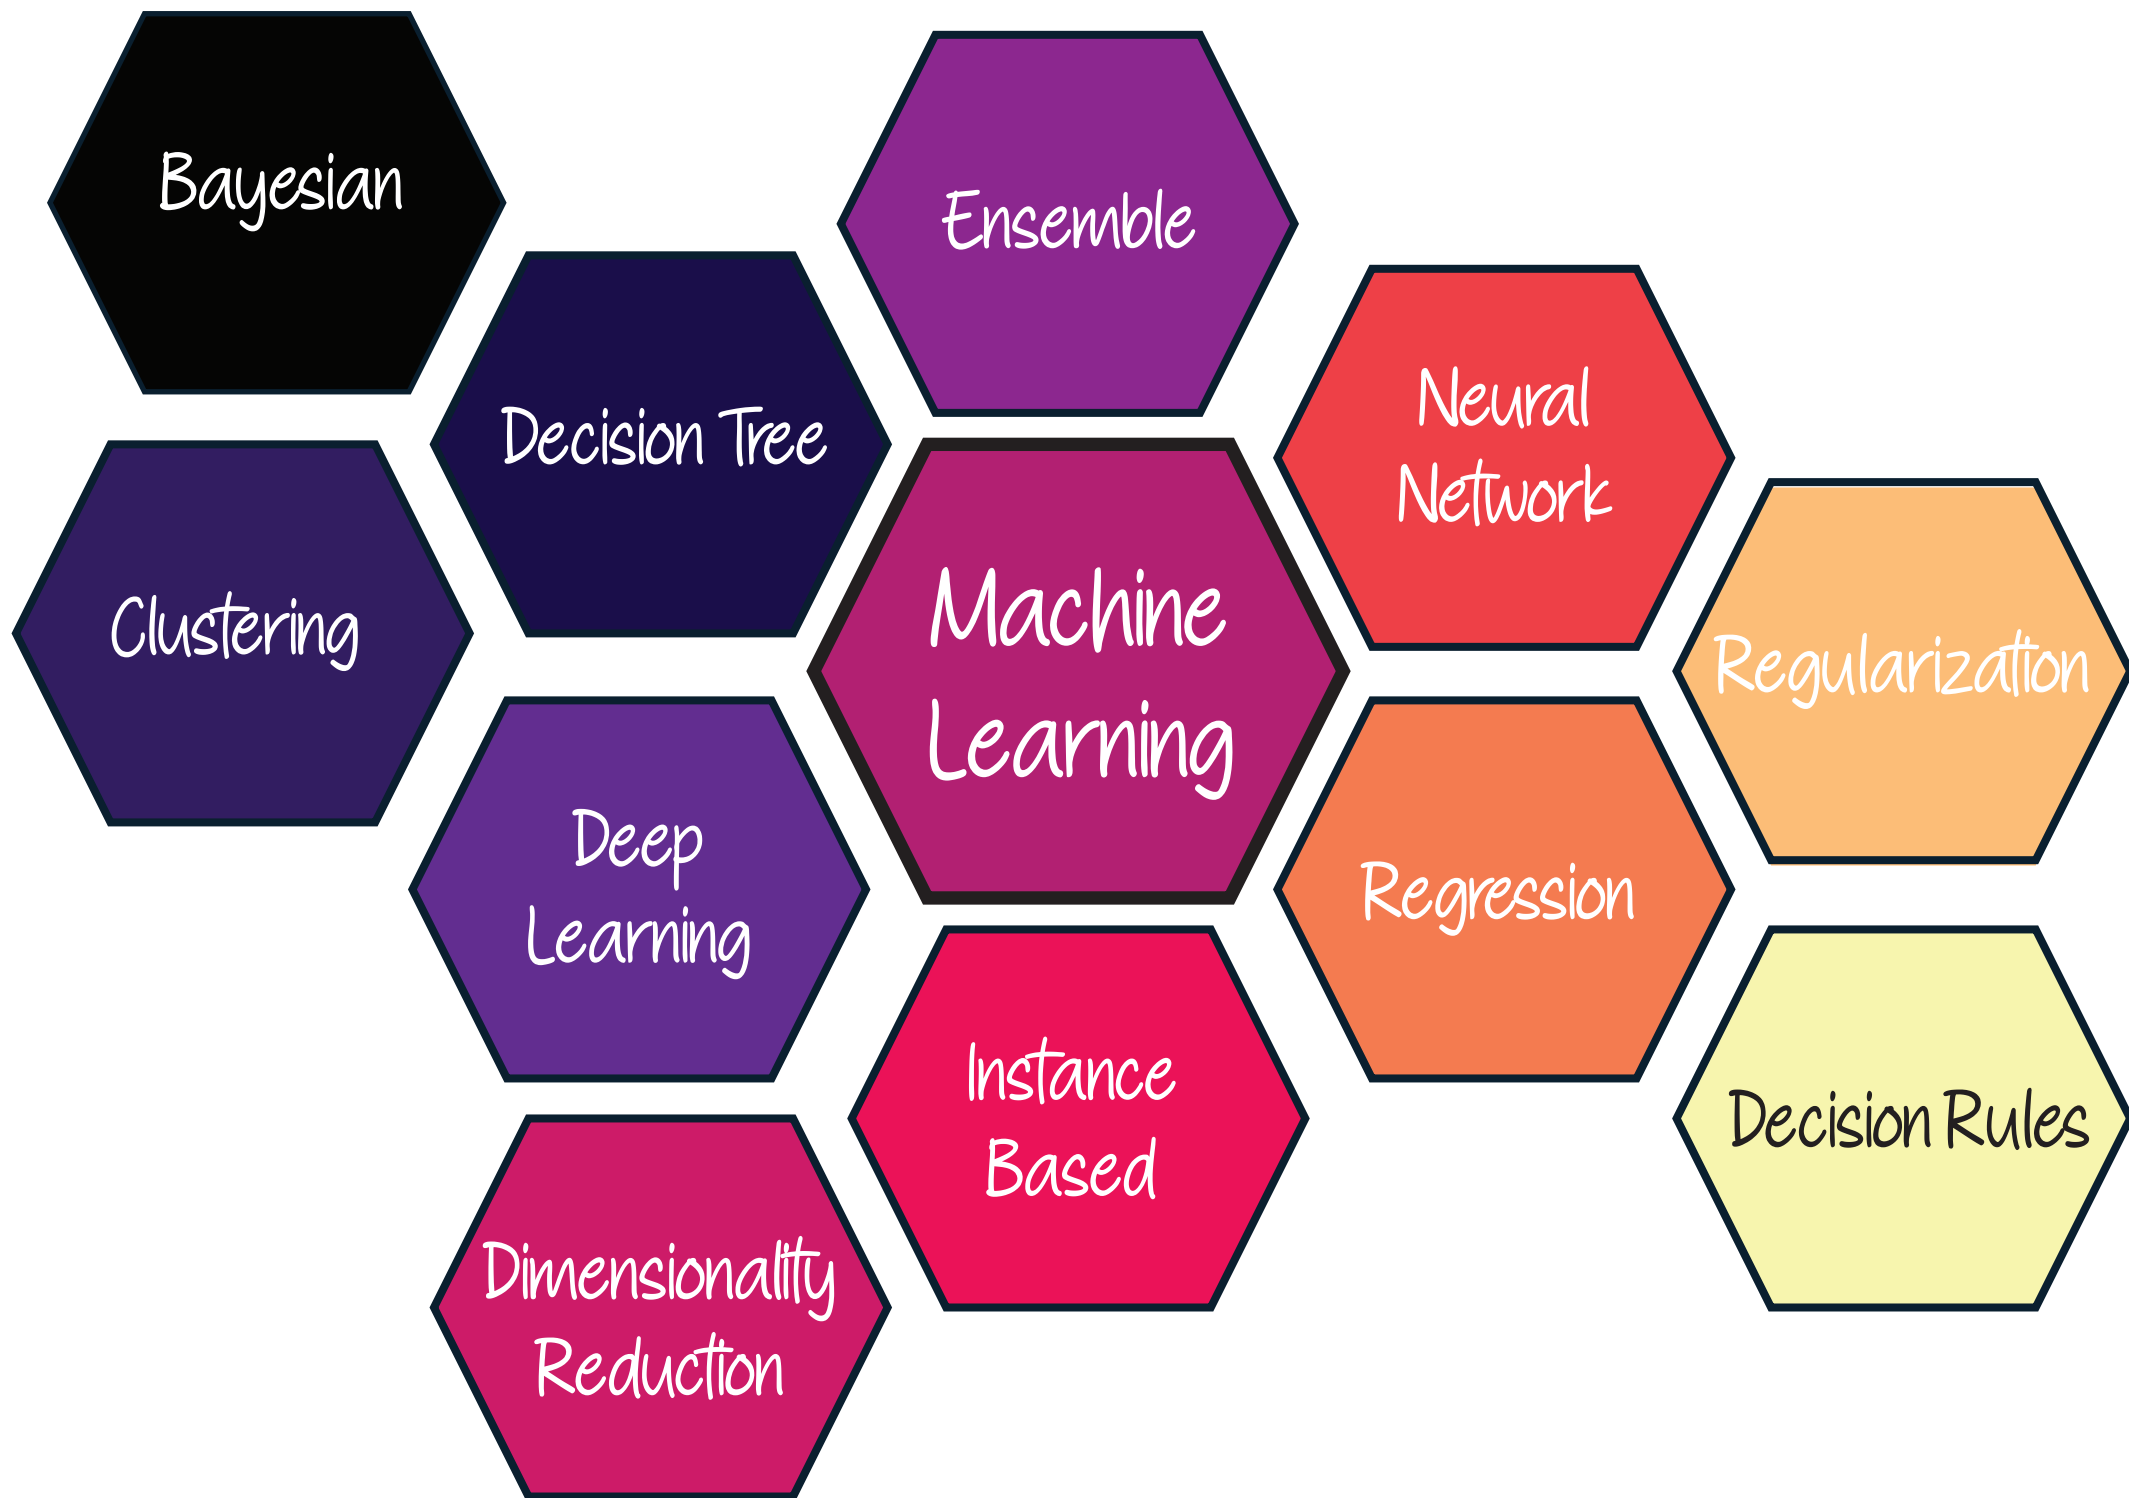 Bayesian
Ensemble
Decision Tree
Neural
Network
Clustering
Machine
Learning
Regularization
Deep
Learning
Regression
Instance
Based
Decision Rules
Dimensionality
Reduction